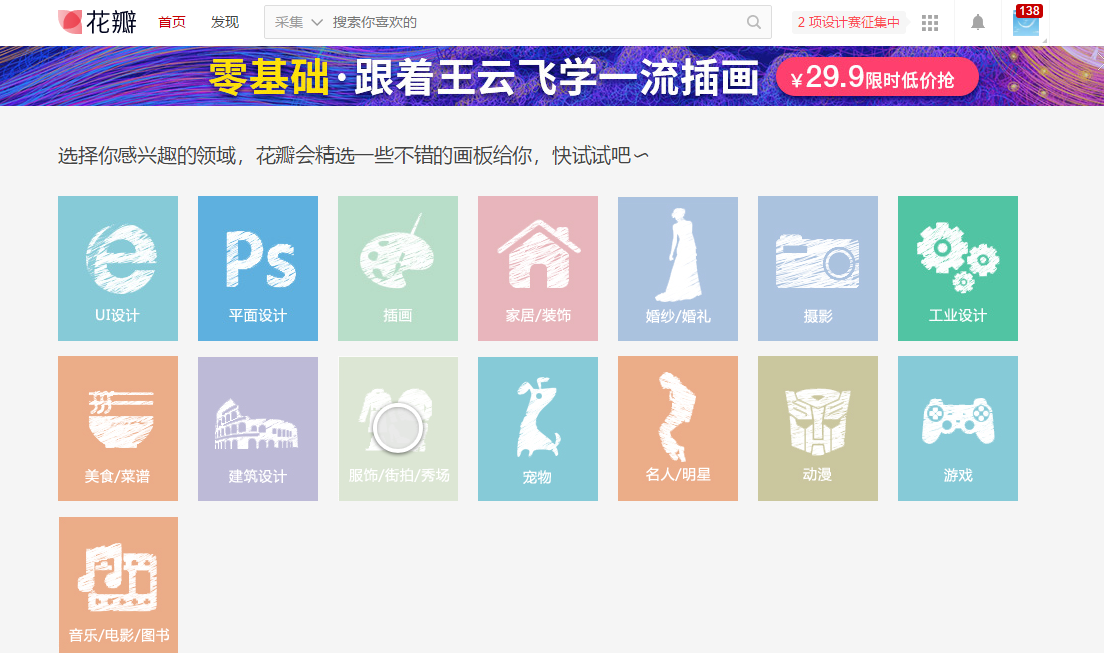 花瓣 首页 发现 采集 搜索你喜欢的 2 项设计赛征集中 138
零基础·跟着王云飞学一流插画 ¥29.9限时低价抢
选择你感兴趣的领域，花瓣会精选一些不错的画板给你，快试试吧～
Ps
UI设计 平面设计 插画 家居/装饰 婚纱/婚礼 摄影 工业设计
美食/菜谱 建筑设计 服饰/街拍/秀场 宠物 名人/明星 动漫 游戏
音乐/电影/图书